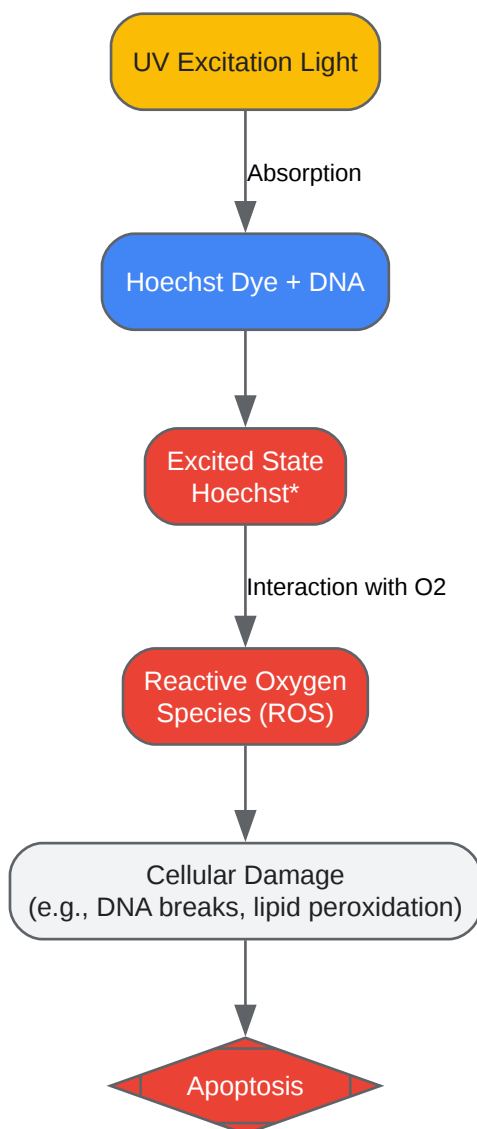 UV Excitation Light
Absorption
Hoechst Dye + DNA
Excited State
Hoechst*
Interaction with O2
Reactive Oxygen
Species (ROS)
Cellular Damage
(e.g., DNA breaks, lipid peroxidation)
Apoptosis